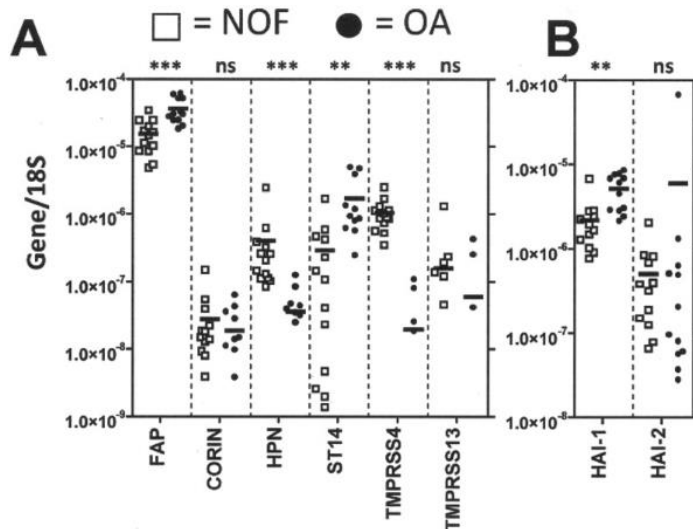 A □ = NOF ● = OA B
*** ns *** ** *** ns ** ns
Gene/18S
1.0×10⁻⁴
1.0×10⁻⁵
1.0×10⁻⁶
1.0×10⁻⁷
1.0×10⁻⁸
1.0×10⁻⁹
FAP
CORIN
HPN
ST14
TMPRSS4
TMPRSS13
1.0×10⁻⁴
1.0×10⁻⁵
1.0×10⁻⁶
1.0×10⁻⁷
1.0×10⁻⁸
HAI-1
HAI-2